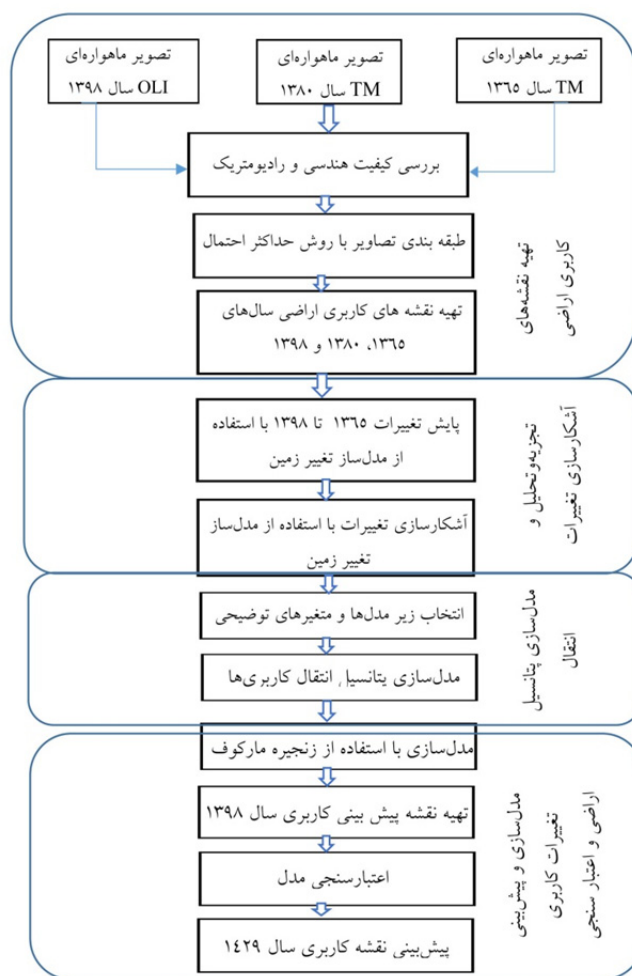 تصویر ماهواره‌ای
TM سال ۱۳۶۵
تصویر ماهواره‌ای
TM سال ۱۳۸۰
تصویر ماهواره‌ای
OLI سال ۱۳۹۸
بررسی کیفیت هندسی و رادیومتریک
طبقه بندی تصاویر با روش حداکثر احتمال
تهیه نقشه های کاربری اراضی سال‌های
۱۳۶۵، ۱۳۸۰ و ۱۳۹۸
تهیه نقشه‌های
کاربری اراضی
پایش تغییرات ۱۳۶۵ تا ۱۳۹۸ با استفاده
از مدل‌ساز تغییر زمین
آشکارسازی تغییرات با استفاده از مدل‌ساز
تغییر زمین
تجزیه‌وتحلیل و
آشکارسازی تغییرات
انتخاب زیر مدل‌ها و متغیرهای توضیحی
مدل‌سازی پتانسیل انتقال کاربری‌ها
مدل‌سازی پتانسیل
انتقال
مدل‌سازی با استفاده از زنجیره مارکوف
تهیه نقشه پیش بینی کاربری سال ۱۳۹۸
اعتبارسنجی مدل
پیش‌بینی نقشه کاربری سال ۱۴۲۹
مدل‌سازی و پیش‌بینی
تغییرات کاربری
اراضی و اعتبار سنجی